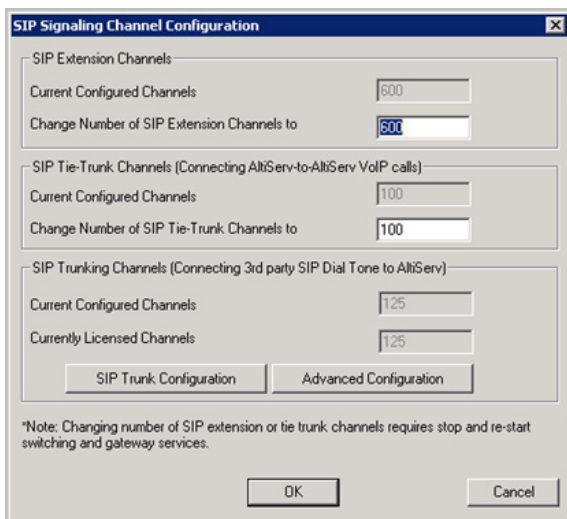 SIP Signaling Channel Configuration
SIP Extension Channels
Current Configured Channels 600
Change Number of SIP Extension Channels to 600
SIP Tie-Trunk Channels (Connecting AltiServ-to-AltiServ VoIP calls)
Current Configured Channels 100
Change Number of SIP Tie-Trunk Channels to 100
SIP Trunking Channels (Connecting 3rd party SIP Dial Tone to AltiServ)
Current Configured Channels 125
Currently Licensed Channels 125
SIP Trunk Configuration Advanced Configuration
*Note: Changing number of SIP extension or tie trunk channels requires stop and re-start
switching and gateway services.
OK Cancel